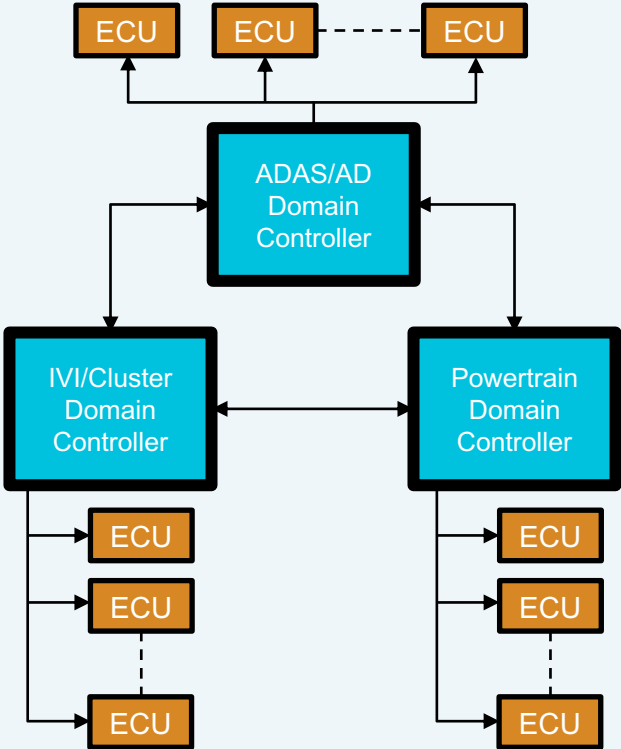 ECU
ECU
ECU
ADAS/AD
Domain
Controller
IVI/Cluster
Domain
Controller
Powertrain
Domain
Controller
ECU
ECU
ECU
ECU
ECU
ECU